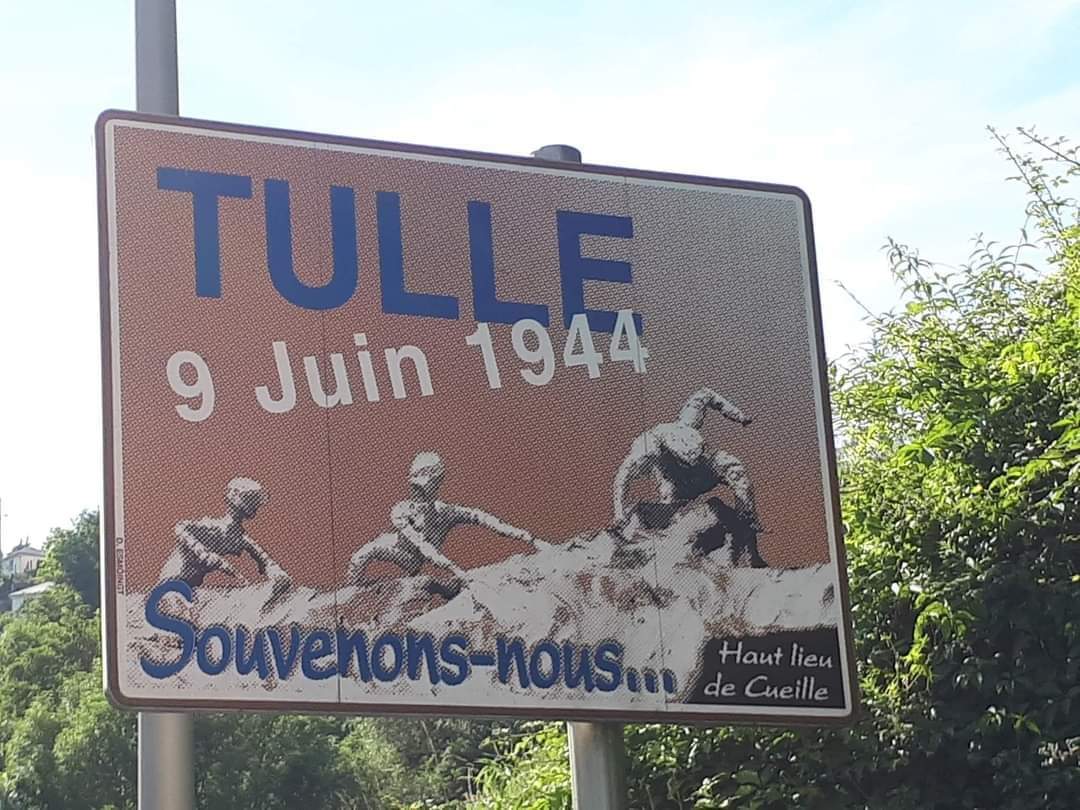 TULLE
9 Juin 1944
Souvenons-nous...
Haut lieu
de Cueille